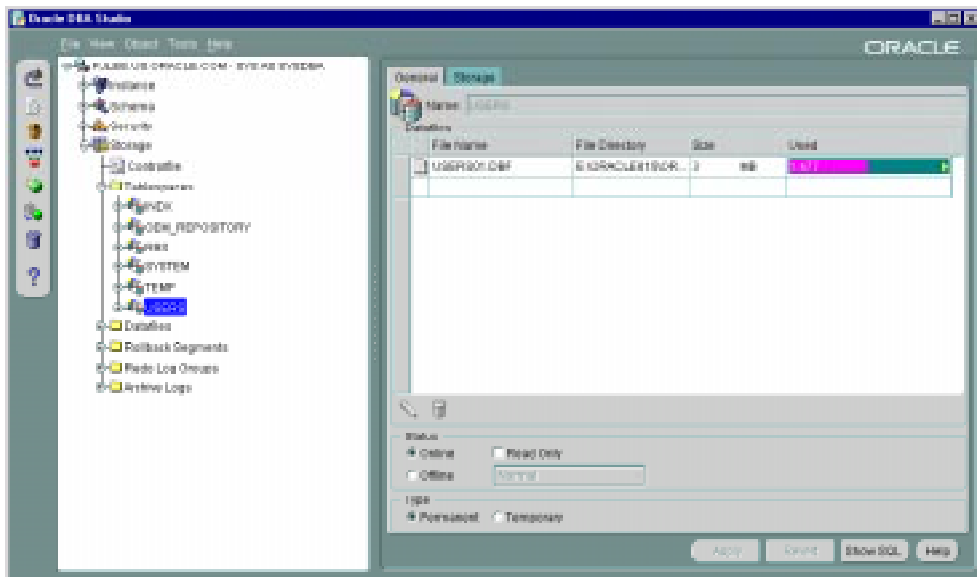 Oracle DBA Studio
File View Object Tools Help
ORACLE
Instance
Schema
Security
Storage
Controlfile
Tablespaces
INDX
OEM_REPOSITORY
RBS
SYSTEM
TEMP
USERS
Datafiles
Rollback Segments
Redo Log Groups
Archive Logs
General Storage
Name: USERS
Datafiles
File Name File Directory Size Used
USERS01.DBF MB
Status
Online Read Only
Offline Normal
Type
Permanent Temporary
Apply Revert Show SQL Help